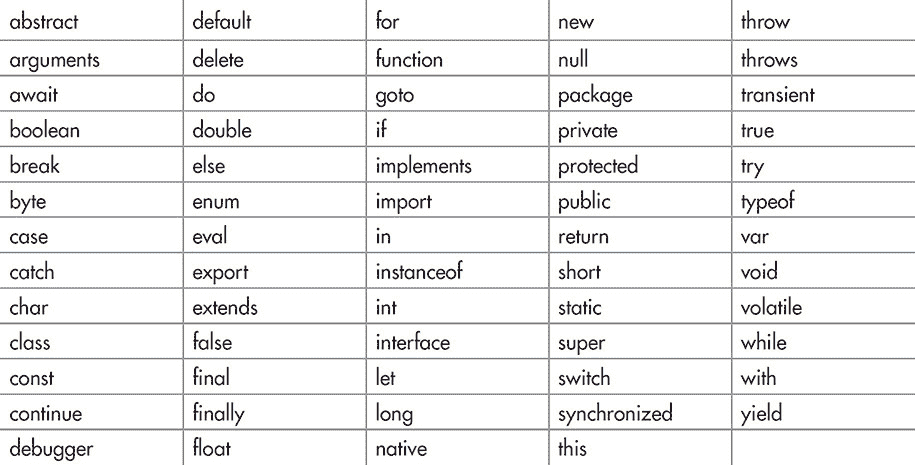 abstract default for new throw
arguments delete function null throws
await do goto package transient
boolean double if private true
break else implements protected try
byte enum import public typeof
case eval in return var
catch export instanceof short void
char extends int static volatile
class false interface super while
const final let switch with
continue finally long synchronized yield
debugger float native this